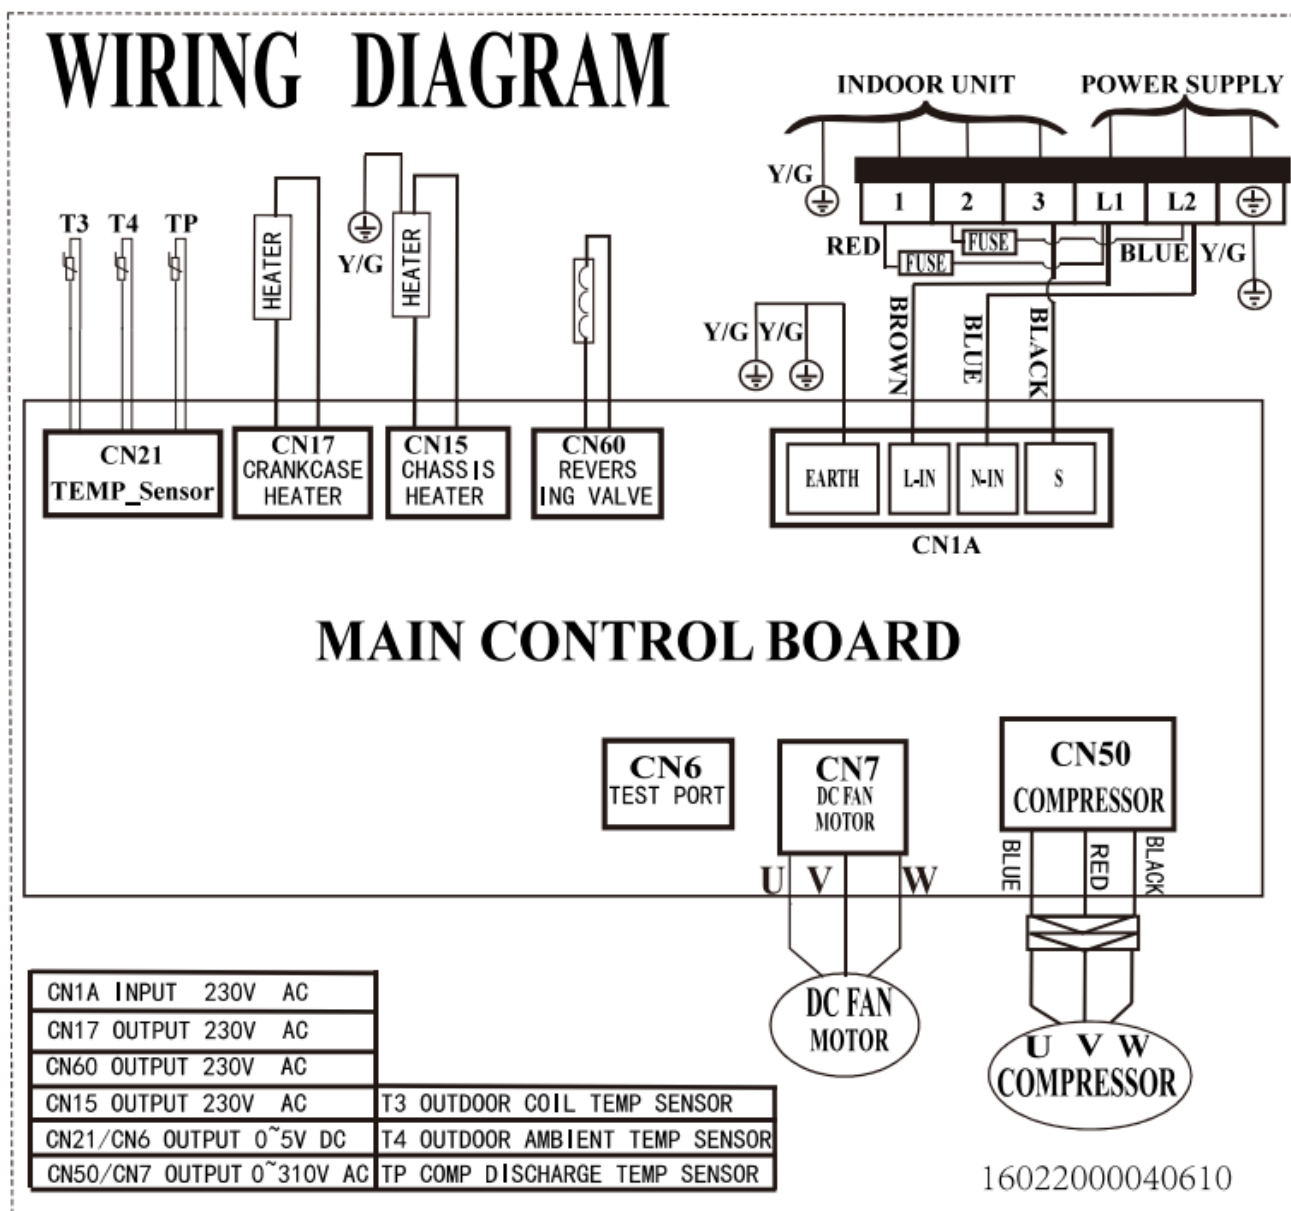 WIRING DIAGRAM
INDOOR UNIT
POWER SUPPLY
Y/G
1
2
3
L1
L2
RED
FUSE
FUSE
BLUE
Y/G
T3
T4
TP
HEATER
Y/G
HEATER
Y/G
Y/G
BROWN
BLUE
BLACK
CN21
TEMP_Sensor
CN17
CRANKCASE
HEATER
CN15
CHASSIS
HEATER
CN60
REVERS
ING VALVE
EARTH
L-IN
N-IN
S
CN1A
MAIN CONTROL BOARD
CN6
TEST PORT
CN7
DC FAN
MOTOR
CN50
COMPRESSOR
U
V
W
BLUE
RED
BLACK
DC FAN
MOTOR
U V W
COMPRESSOR
CN1A INPUT 230V AC
CN17 OUTPUT 230V AC
CN60 OUTPUT 230V AC
CN15 OUTPUT 230V AC
T3 OUTDOOR COIL TEMP SENSOR
CN21/CN6 OUTPUT 0~5V DC
T4 OUTDOOR AMBIENT TEMP SENSOR
CN50/CN7 OUTPUT 0~310V AC
TP COMP DISCHARGE TEMP SENSOR
16022000040610